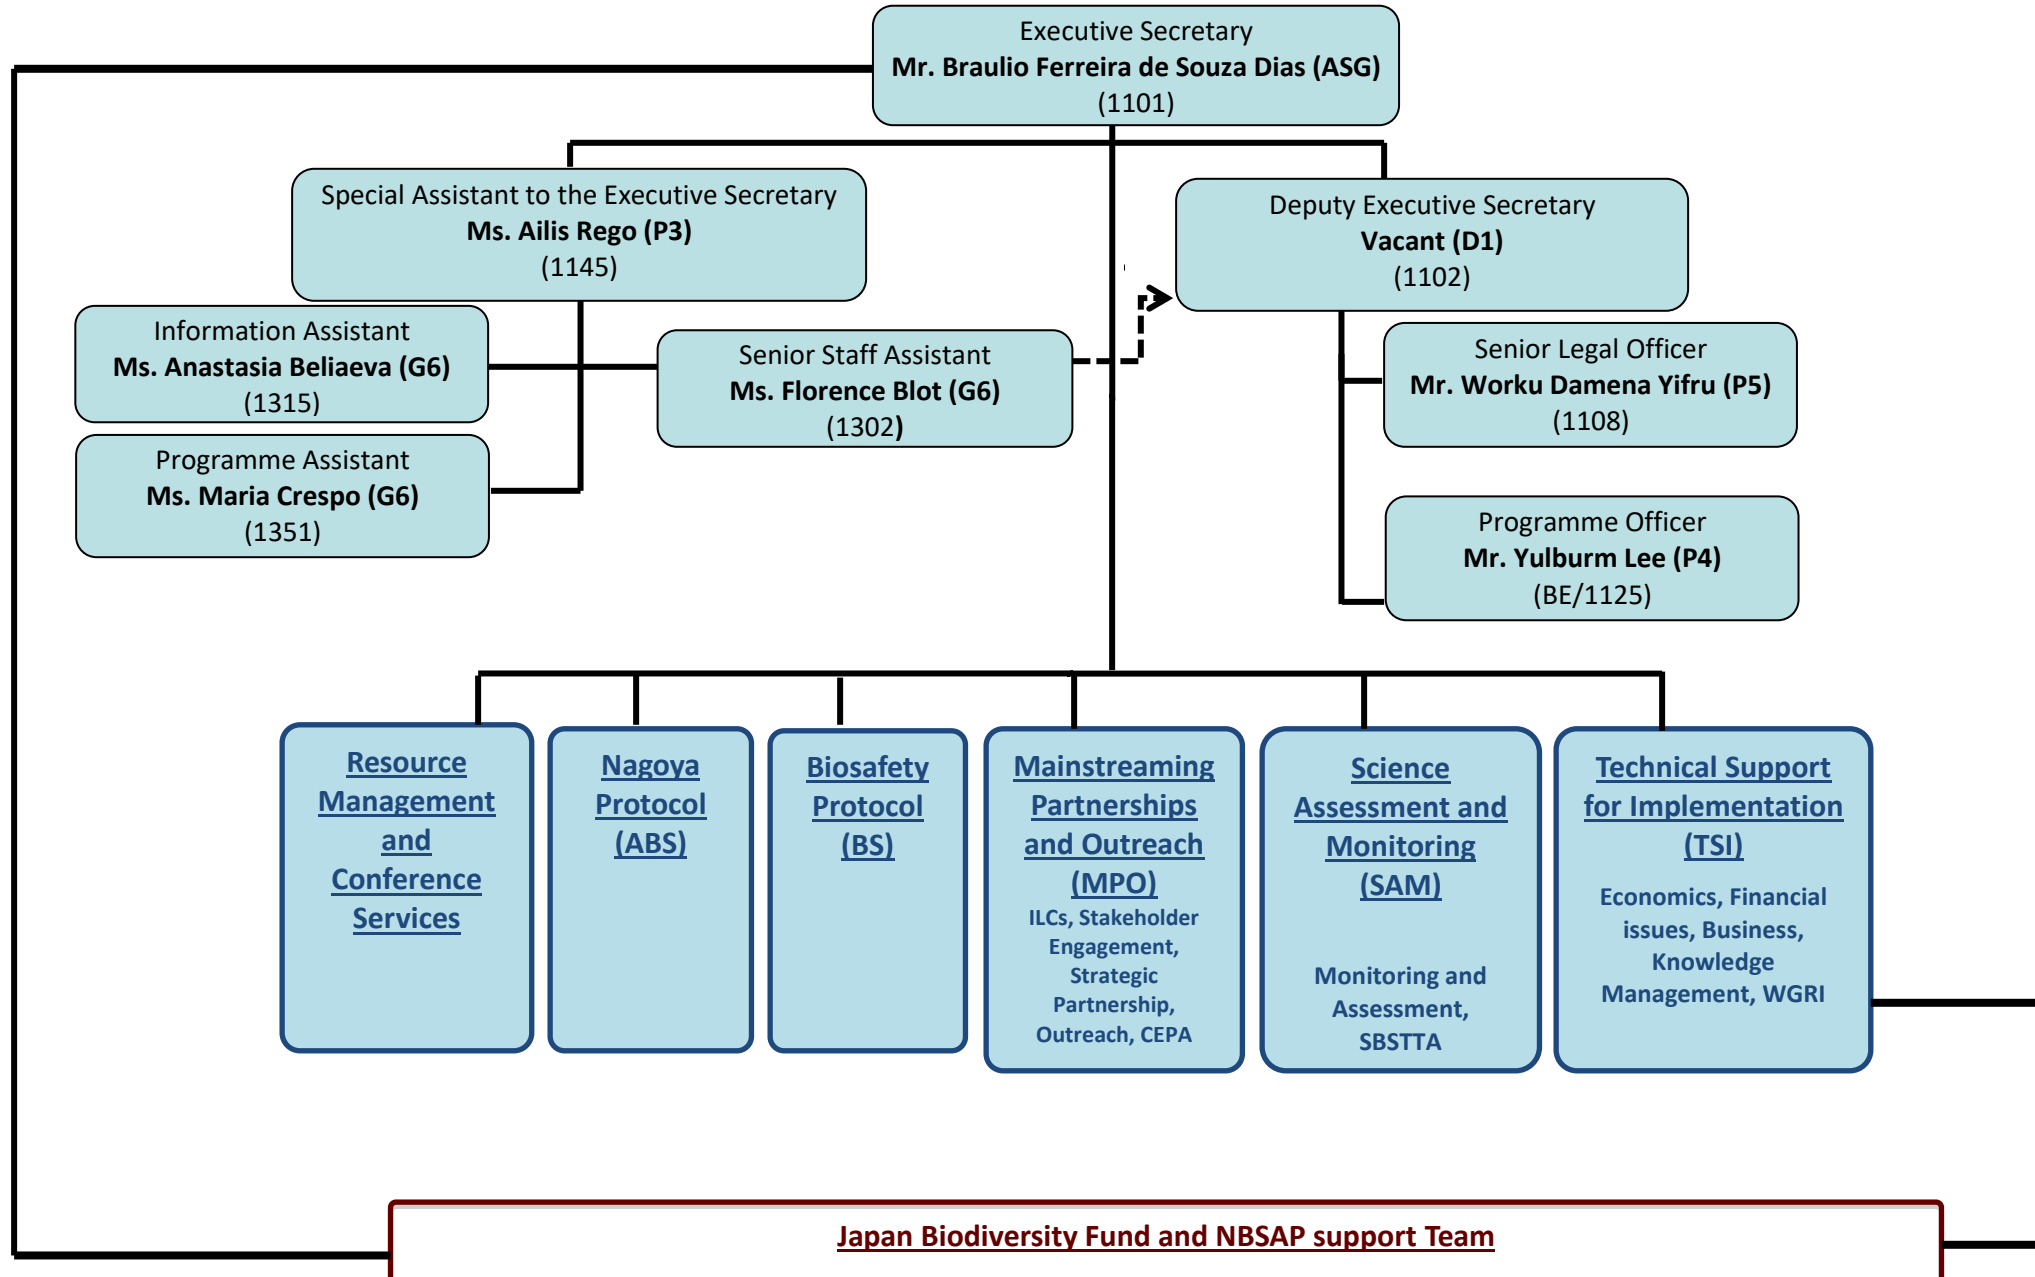 Executive Secretary
Mr. Braulio Ferreira de Souza Dias (ASG)
(1101)
Special Assistant to the Executive Secretary
Ms. Ailis Rego (P3)
(1145)
Deputy Executive Secretary
Vacant (D1)
(1102)
Information Assistant
Ms. Anastasia Beliaeva (G6)
(1315)
Senior Staff Assistant
Ms. Florence Blot (G6)
(1302)
Senior Legal Officer
Mr. Worku Damena Yifru (P5)
(1108)
Programme Assistant
Ms. Maria Crespo (G6)
(1351)
Programme Officer
Mr. Yulburm Lee (P4)
(BE/1125)
Resource
Management
and
Conference
Services
Nagoya
Protocol
(ABS)
Biosafety
Protocol
(BS)
Mainstreaming
Partnerships
and Outreach
(MPO)
ILCs, Stakeholder
Engagement,
Strategic
Partnership,
Outreach, CEPA
Science
Assessment and
Monitoring
(SAM)
Monitoring and
Assessment,
SBSTTA
Technical Support
for Implementation
(TSI)
Economics, Financial
issues, Business,
Knowledge
Management, WGRI
Japan Biodiversity Fund and NBSAP support Team